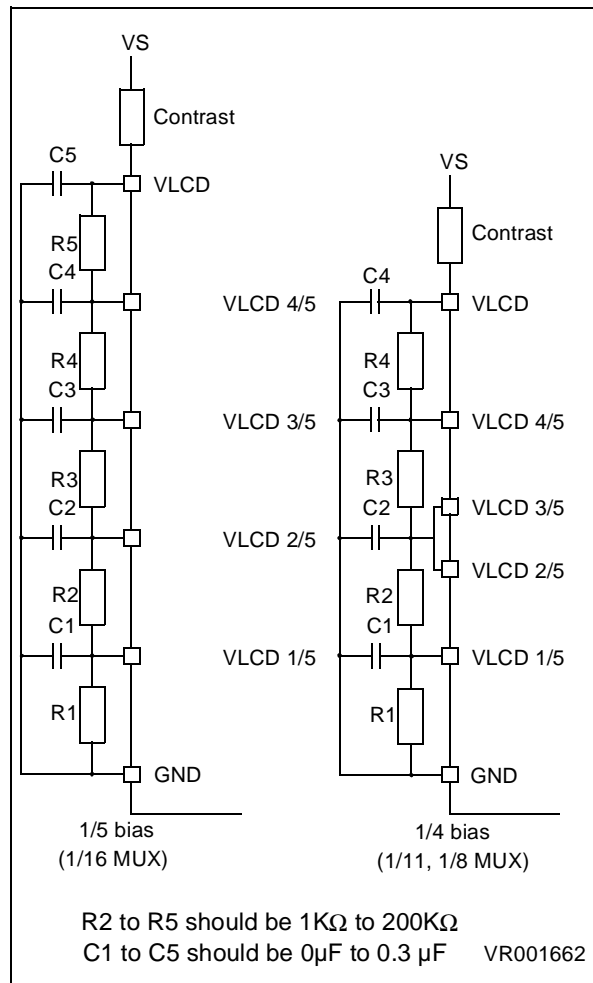 VS
Contrast
C5
VLCD
R5
C4
VLCD 4/5
R4
C3
VLCD 3/5
R3
C2
VLCD 2/5
R2
C1
VLCD 1/5
R1
GND
1/5 bias
(1/16 MUX)
VS
Contrast
C4
VLCD
R4
C3
VLCD 4/5
R3
VLCD 3/5
C2
VLCD 2/5
R2
C1
VLCD 1/5
R1
GND
1/4 bias
(1/11, 1/8 MUX)
R2 to R5 should be 1KΩ to 200KΩ
C1 to C5 should be 0µF to 0.3 µF
VR001662